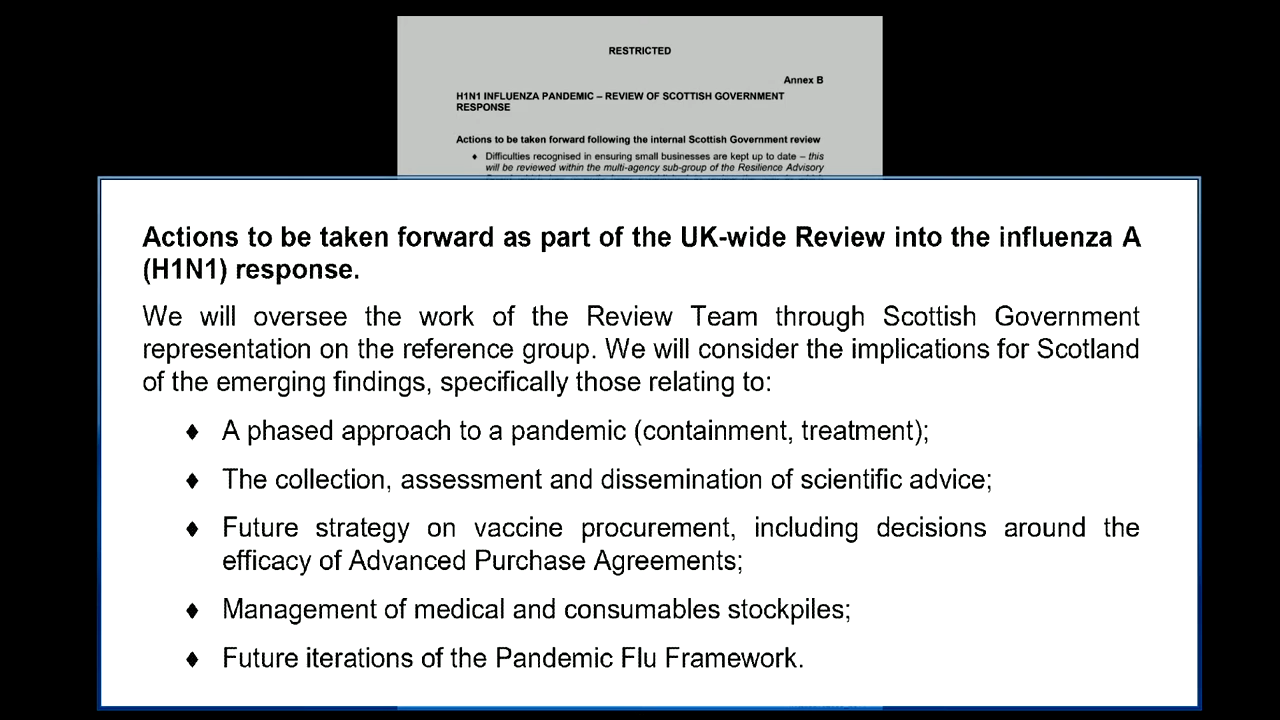 RESTRICTED
Annex B
H1N1 INFLUENZA PANDEMIC – REVIEW OF SCOTTISH GOVERNMENT
RESPONSE
Actions to be taken forward following the internal Scottish Government review
♦ Difficulties recognised in ensuring small businesses are kept up to date – this
will be reviewed within the multi-agency sub-group of the Resilience Advisory
Actions to be taken forward as part of the UK-wide Review into the influenza A
(H1N1) response.
We will oversee the work of the Review Team through Scottish Government
representation on the reference group. We will consider the implications for Scotland
of the emerging findings, specifically those relating to:
♦ A phased approach to a pandemic (containment, treatment);
♦ The collection, assessment and dissemination of scientific advice;
♦ Future strategy on vaccine procurement, including decisions around the
efficacy of Advanced Purchase Agreements;
♦ Management of medical and consumables stockpiles;
♦ Future iterations of the Pandemic Flu Framework.